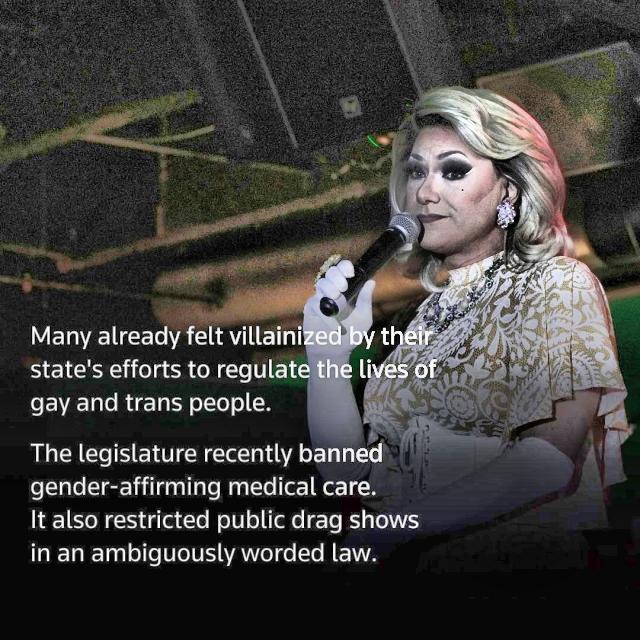 Many already felt villainized by their
state's efforts to regulate the lives of
gay and trans people.
The legislature recently banned
gender-affirming medical care.
It also restricted public drag shows
in an ambiguously worded law.